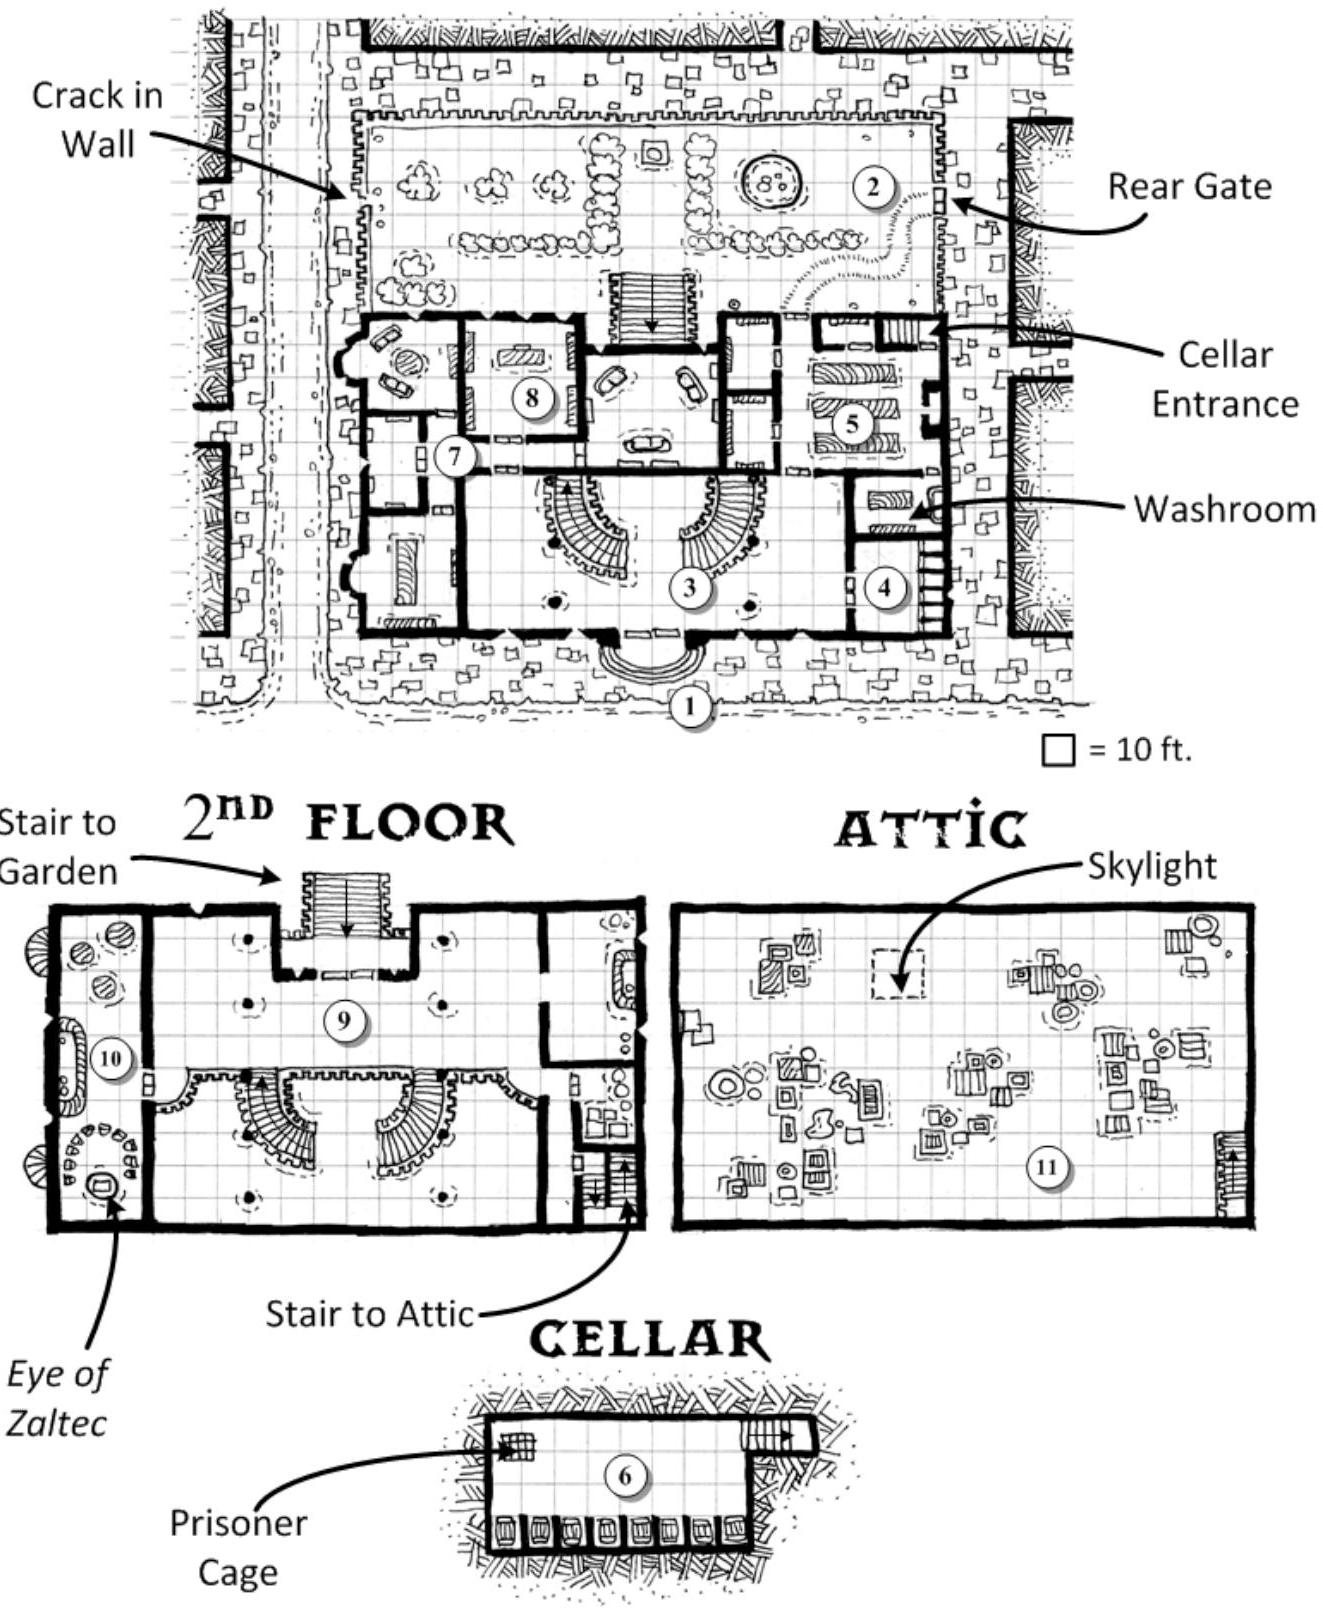 Crack in
Wall
2
Rear Gate
Cellar
Entrance
8
5
7
Washroom
3
4
1
= 10 ft.
Stair to
Garden
2ND FLOOR
ATTIC
Skylight
9
10
11
Stair to Attic
Eye of
Zaltec
CELLAR
6
Prisoner
Cage